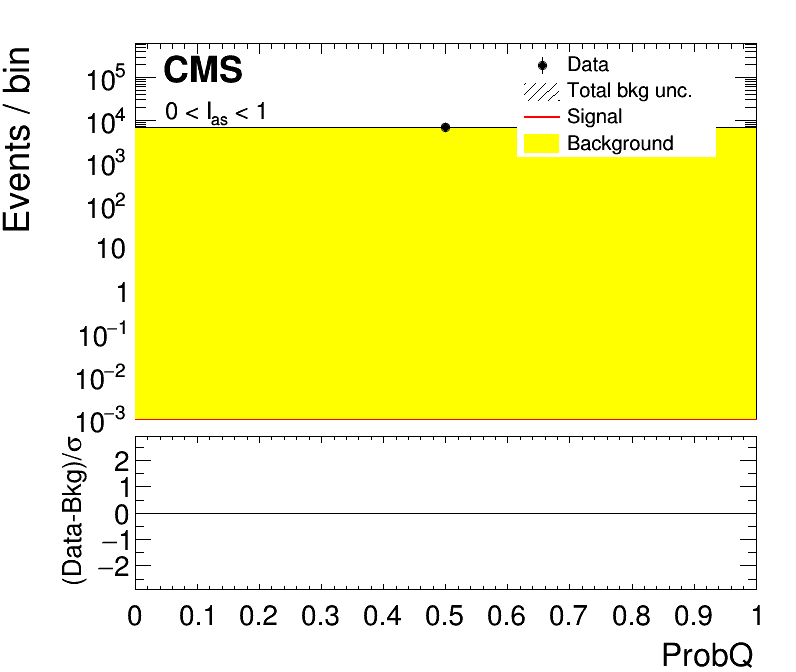 CMS
0 < I_as < 1
Data
Total bkg unc.
Signal
Background
Events / bin
10^5
10^4
10^3
10^2
10
1
10^−1
10^−2
10^−3
(Data-Bkg)/σ
2
1
0
−1
−2
0 0.1 0.2 0.3 0.4 0.5 0.6 0.7 0.8 0.9 1
ProbQ